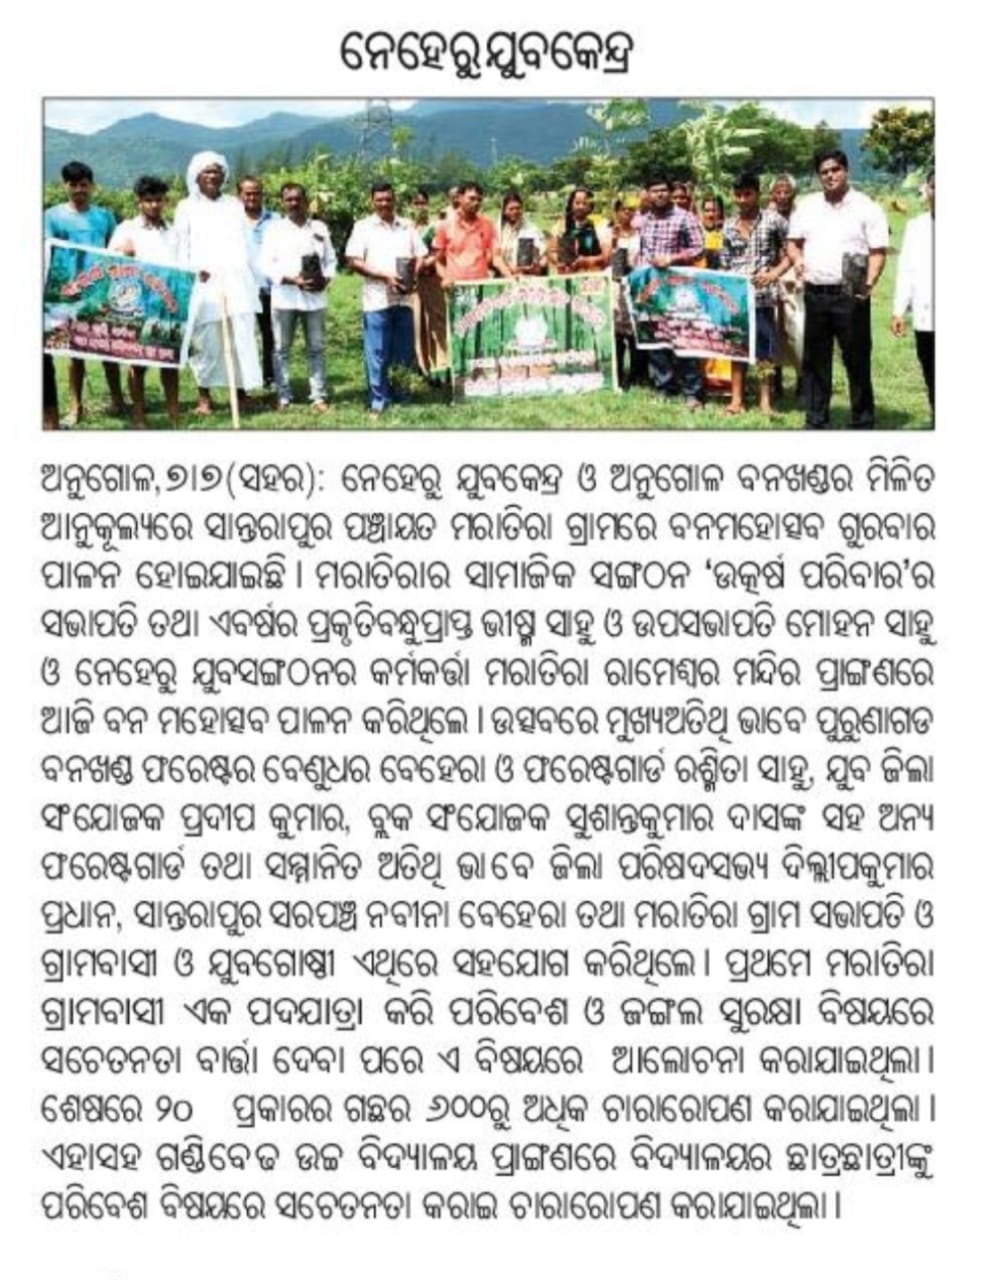 ନେହେରୁ ଯୁବକେନ୍ଦ୍ର
ଅନୁଗୋଳ,୭।୭(ସହର): ନେହେରୁ ଯୁବକେନ୍ଦ୍ର ଓ ଅନୁଗୋଳ ବନଖଣ୍ଡର ମିଳିତ
ଆନୁକୂଲ୍ୟରେ ସାନ୍ତରାପୁର ପଞ୍ଚାୟତ ମରାତିରା ଗ୍ରାମରେ ବନମହୋତ୍ସବ ଗୁରବାର
ପାଳନ ହୋଇଯାଇଛି। ମରାତିରାର ସାମାଜିକ ସଙ୍ଗଠନ ‘ଉତ୍କର୍ଷ ପରିବାର’ର
ସଭାପତି ତଥା ଏବର୍ଷର ପ୍ରକୃତିବନ୍ଧୁପ୍ରାପ୍ତ ଭୀଷ୍ମ ସାହୁ ଓ ଉପସଭାପତି ମୋହନ ସାହୁ
ଓ ନେହେରୁ ଯୁବସଙ୍ଗଠନର କର୍ମକର୍ତ୍ତା ମରାତିରା ରାମେଶ୍ୱର ମନ୍ଦିର ପ୍ରାଙ୍ଗଣରେ
ଆଜି ବନ ମହୋତ୍ସବ ପାଳନ କରିଥିଲେ। ଉତ୍ସବରେ ମୁଖ୍ୟଅତିଥି ଭାବେ ପୁରୁଣାଗଡ
ବନଖଣ୍ଡ ଫରେଷ୍ଟର ବେଣୁଧର ବେହେରା ଓ ଫରେଷ୍ଟଗାର୍ଡ ରଶ୍ମିତା ସାହୁ, ଯୁବ ଜିଲା
ସଂଯୋଜକ ପ୍ରଦୀପ କୁମାର, ବ୍ଲକ ସଂଯୋଜକ ସୁଶାନ୍ତକୁମାର ଦାସଙ୍କ ସହ ଅନ୍ୟ
ଫରେଷ୍ଟଗାର୍ଡ ତଥା ସମ୍ମାନିତ ଅତିଥି ଭାବେ ଜିଲା ପରିଷଦସଭ୍ୟ ଦିଲ୍ଲୀପକୁମାର
ପ୍ରଧାନ, ସାନ୍ତରାପୁର ସରପଞ୍ଚ ନବୀନା ବେହେରା ତଥା ମରାତିରା ଗ୍ରାମ ସଭାପତି ଓ
ଗ୍ରାମବାସୀ ଓ ଯୁବଗୋଷ୍ଠୀ ଏଥିରେ ସହଯୋଗ କରିଥିଲେ। ପ୍ରଥମେ ମରାତିରା
ଗ୍ରାମବାସୀ ଏକ ପଦଯାତ୍ରା କରି ପରିବେଶ ଓ ଜଙ୍ଗଲ ସୁରକ୍ଷା ବିଷୟରେ
ସଚେତନତା ବାର୍ତ୍ତା ଦେବା ପରେ ଏ ବିଷୟରେ ଆଲୋଚନା କରାଯାଇଥିଲା।
ଶେଷରେ ୨୦ ପ୍ରକାରର ଗଛର ୬୦୦ରୁ ଅଧିକ ଚାରାରୋପଣ କରାଯାଇଥିଲା।
ଏହାସହ ଗଣ୍ଡିବେଢ ଉଚ୍ଚ ବିଦ୍ୟାଳୟ ପ୍ରାଙ୍ଗଣରେ ବିଦ୍ୟାଳୟର ଛାତ୍ରଛାତ୍ରୀଙ୍କୁ
ପରିବେଶ ବିଷୟରେ ସଚେତନତା କରାଇ ଚାରାରୋପଣ କରାଯାଇଥିଲା।